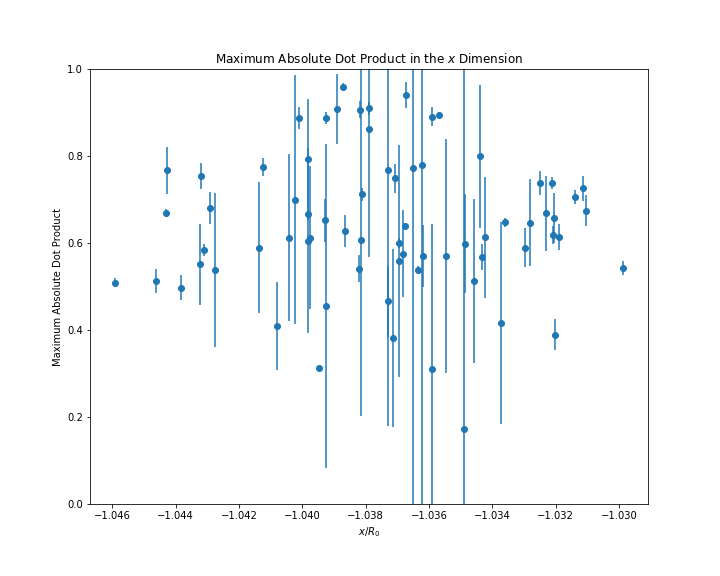 Maximum Absolute Dot Product in the x Dimension
Maximum Absolute Dot Product
1.0
0.8
0.6
0.4
0.2
0.0
−1.046 −1.044 −1.042 −1.040 −1.038 −1.036 −1.034 −1.032 −1.030
x/R₀